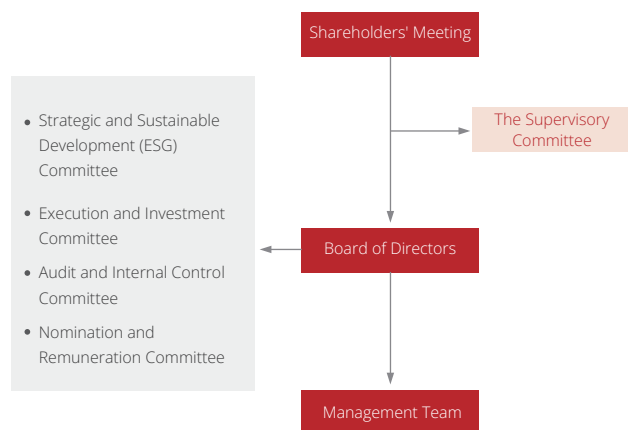 Shareholders' Meeting
The Supervisory
Committee
• Strategic and Sustainable
Development (ESG)
Committee
• Execution and Investment
Committee
• Audit and Internal Control
Committee
• Nomination and
Remuneration Committee
Board of Directors
Management Team